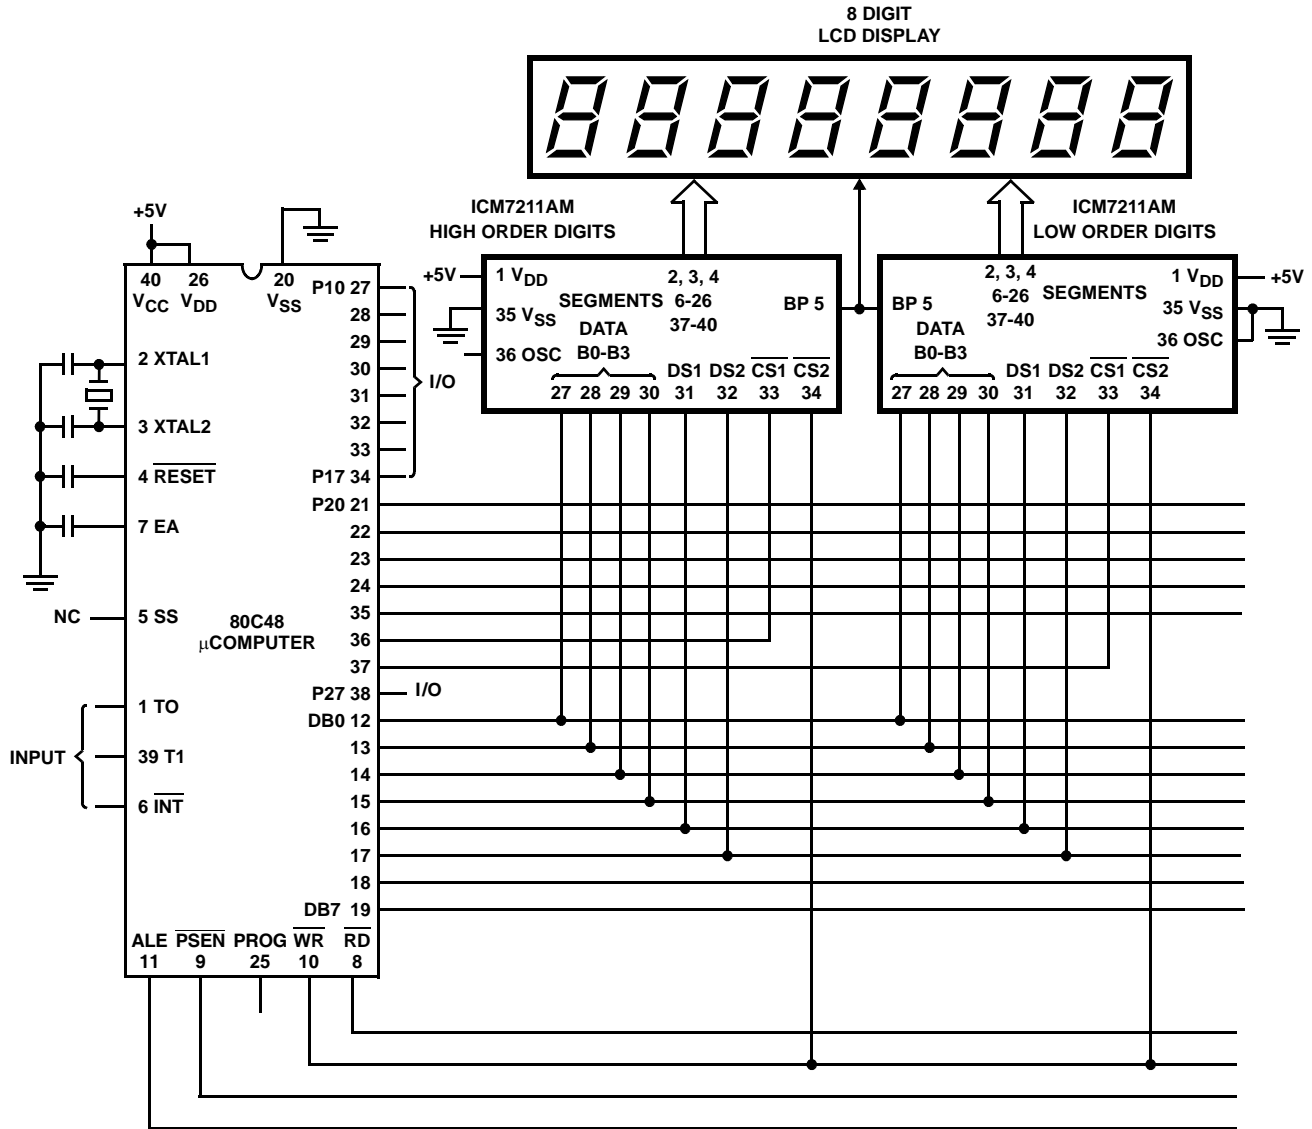 8 DIGIT
LCD DISPLAY
ICM7211AM
HIGH ORDER DIGITS
ICM7211AM
LOW ORDER DIGITS
+5V
40 26 20
VCC VDD VSS
+5V
1 VDD
35 VSS
36 OSC
2, 3, 4
6-26
37-40
SEGMENTS
BP 5
DATA
B0-B3
DS1 DS2 CS1 CS2
27 28 29 30 31 32 33 34
BP 5
2, 3, 4
6-26
37-40
SEGMENTS
1 VDD
35 VSS
36 OSC
+5V
DATA
B0-B3
DS1 DS2 CS1 CS2
27 28 29 30 31 32 33 34
P10 27
28
29
30
31
32
33
P17 34
I/O
2 XTAL1
3 XTAL2
4 RESET
7 EA
NC
5 SS
80C48
µCOMPUTER
P20 21
22
23
24
35
36
37
P27 38
I/O
DB0 12
13
14
15
16
17
18
DB7 19
INPUT
1 TO
39 T1
6 INT
ALE PSEN PROG WR RD
11 9 25 10 8